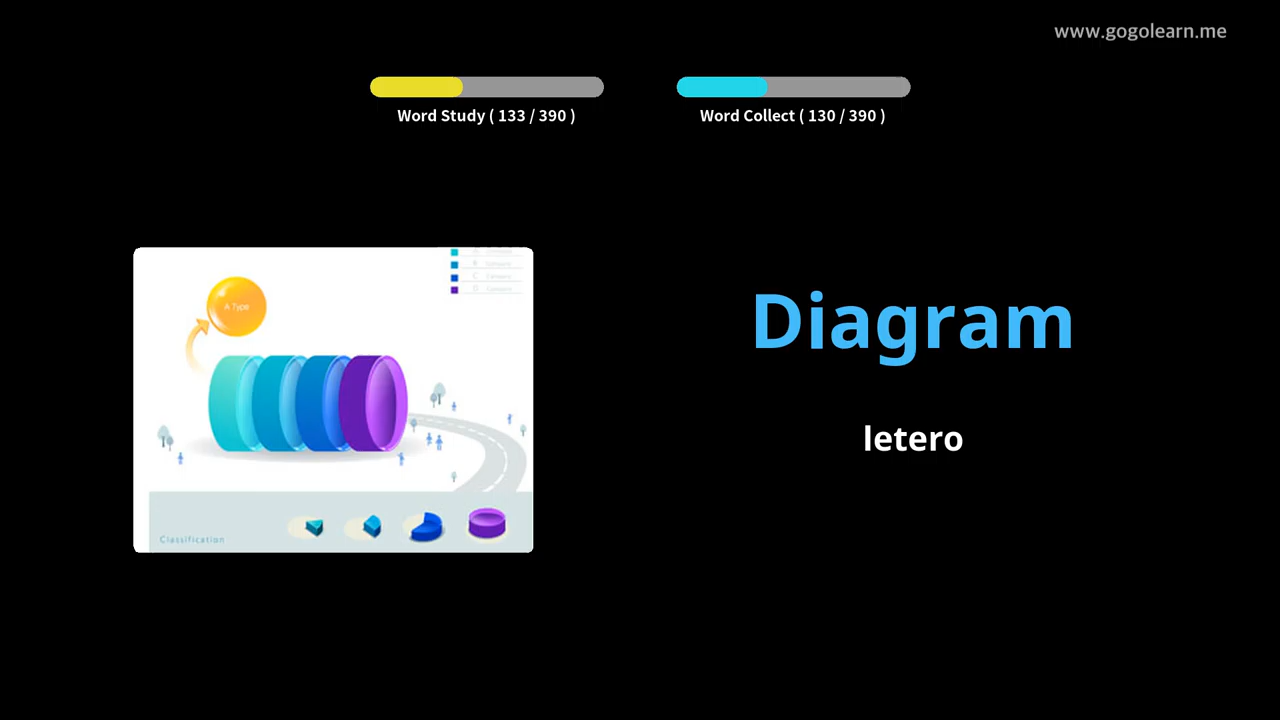 www.gogolearn.me
Word Study ( 133 / 390 )
Word Collect ( 130 / 390 )
A Type
Diagram
letero
Classification